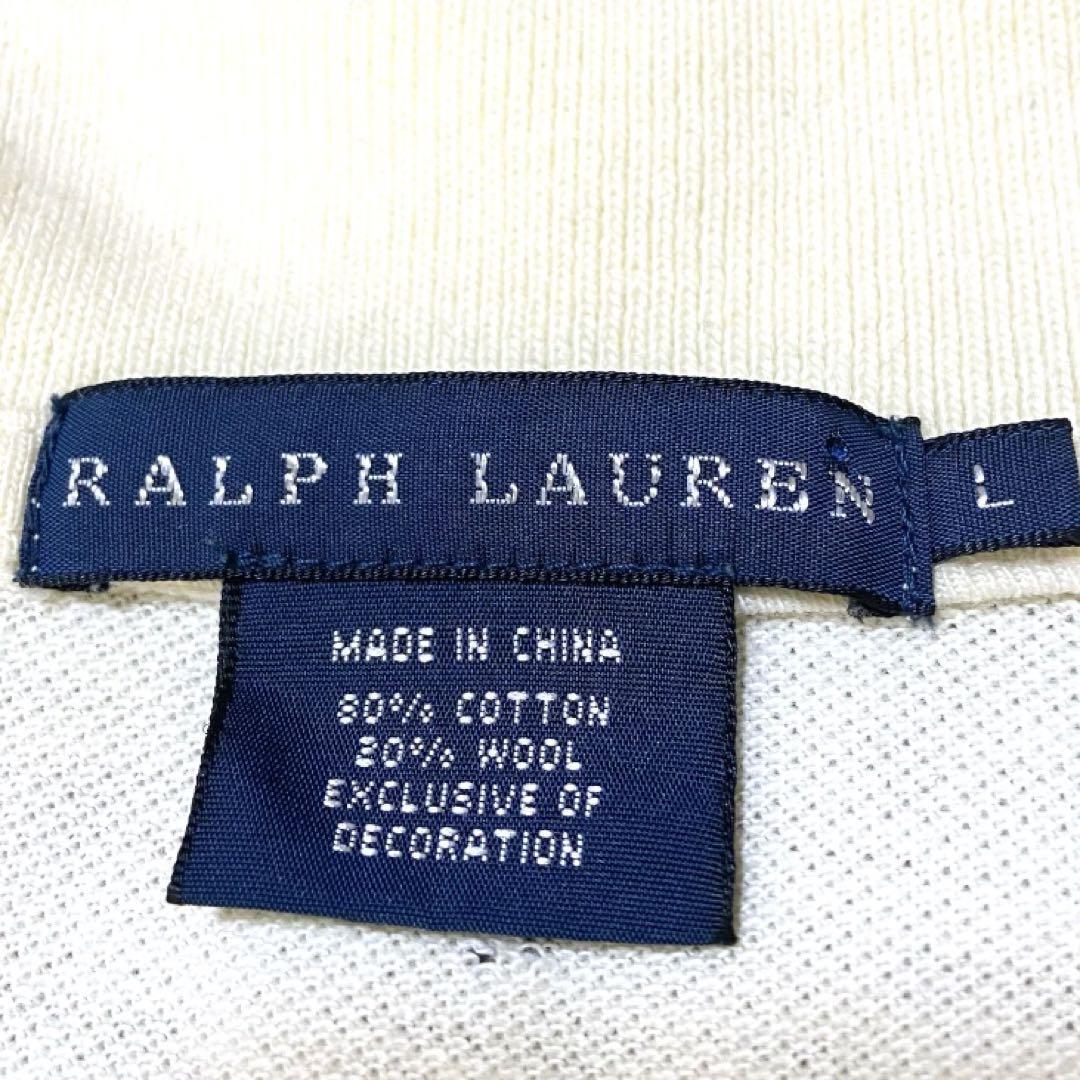 RALPH LAUREN
L
MADE IN CHINA
80% COTTON
20% WOOL
EXCLUSIVE OF
DECORATION